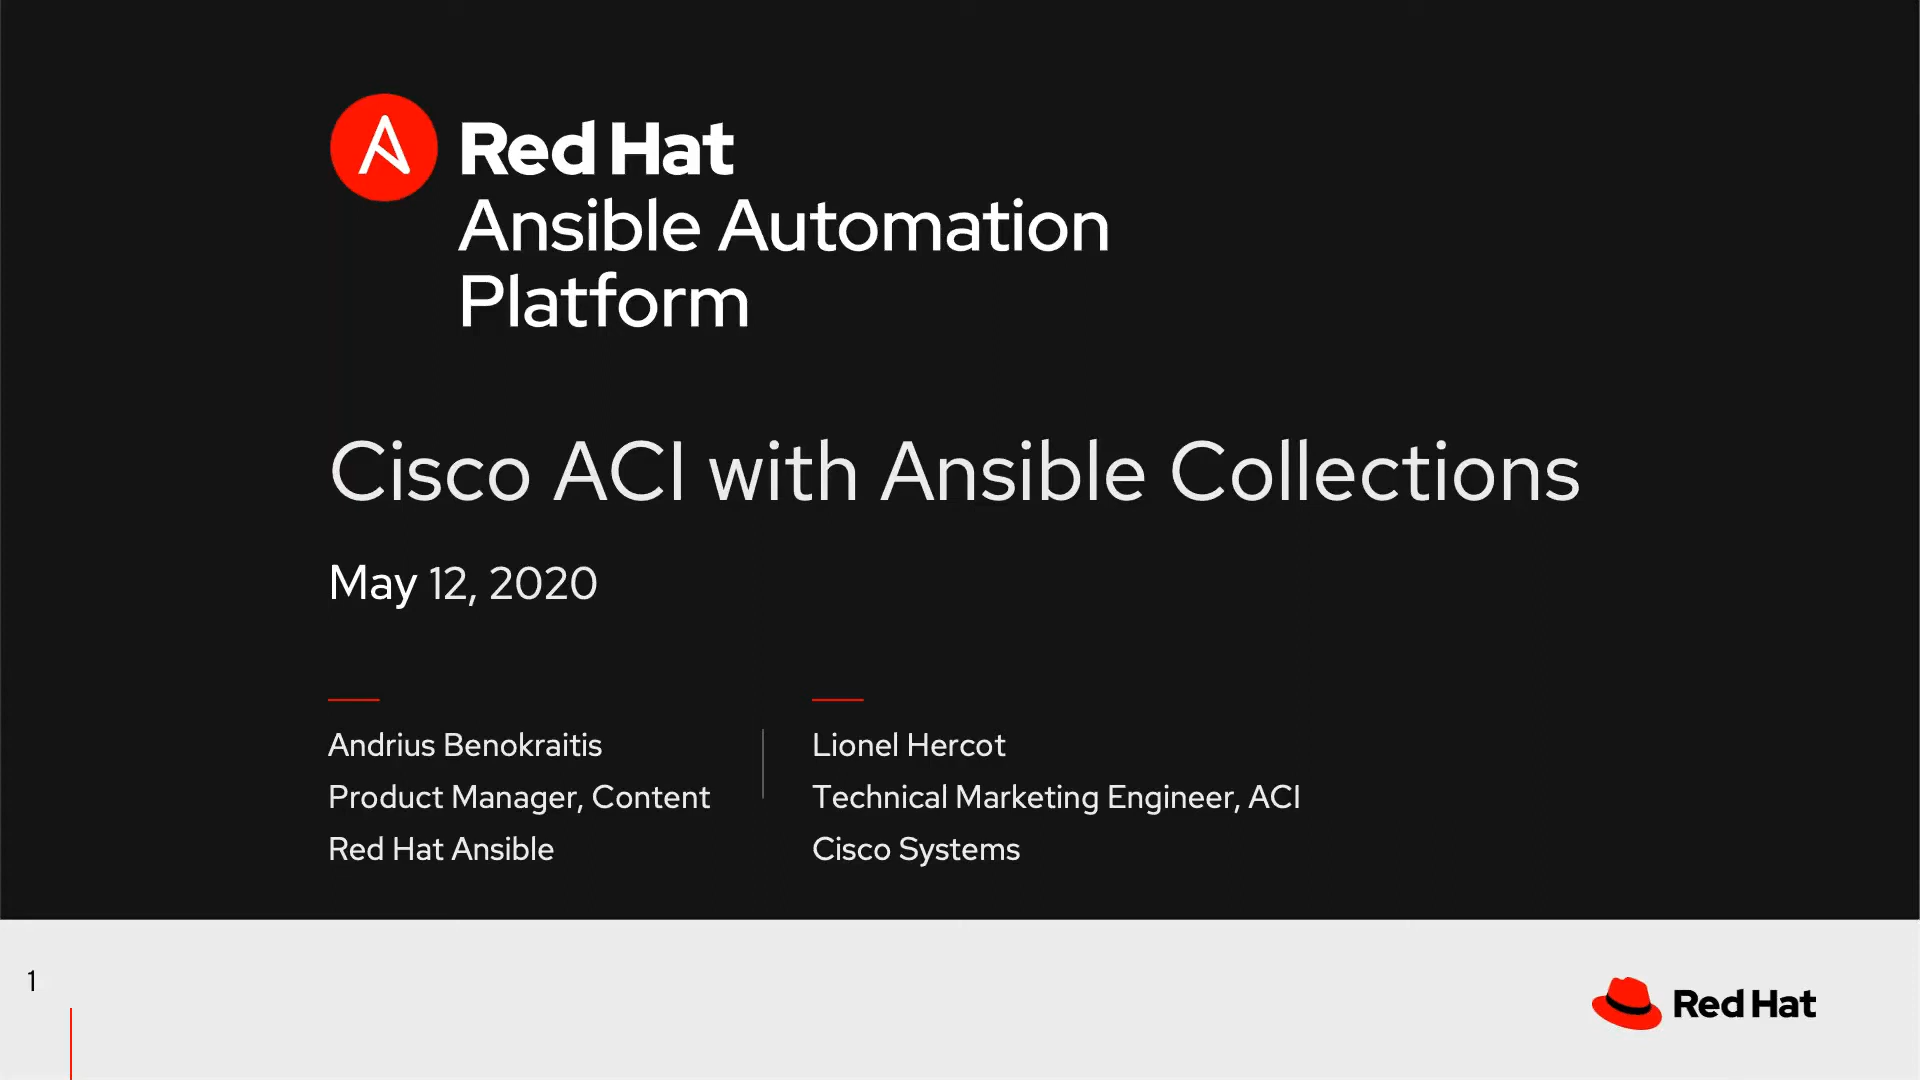 Red Hat
Ansible Automation
Platform
Cisco ACI with Ansible Collections
May 12, 2020
Andrius Benokraitis
Product Manager, Content
Red Hat Ansible
Lionel Hercot
Technical Marketing Engineer, ACI
Cisco Systems
1
Red Hat